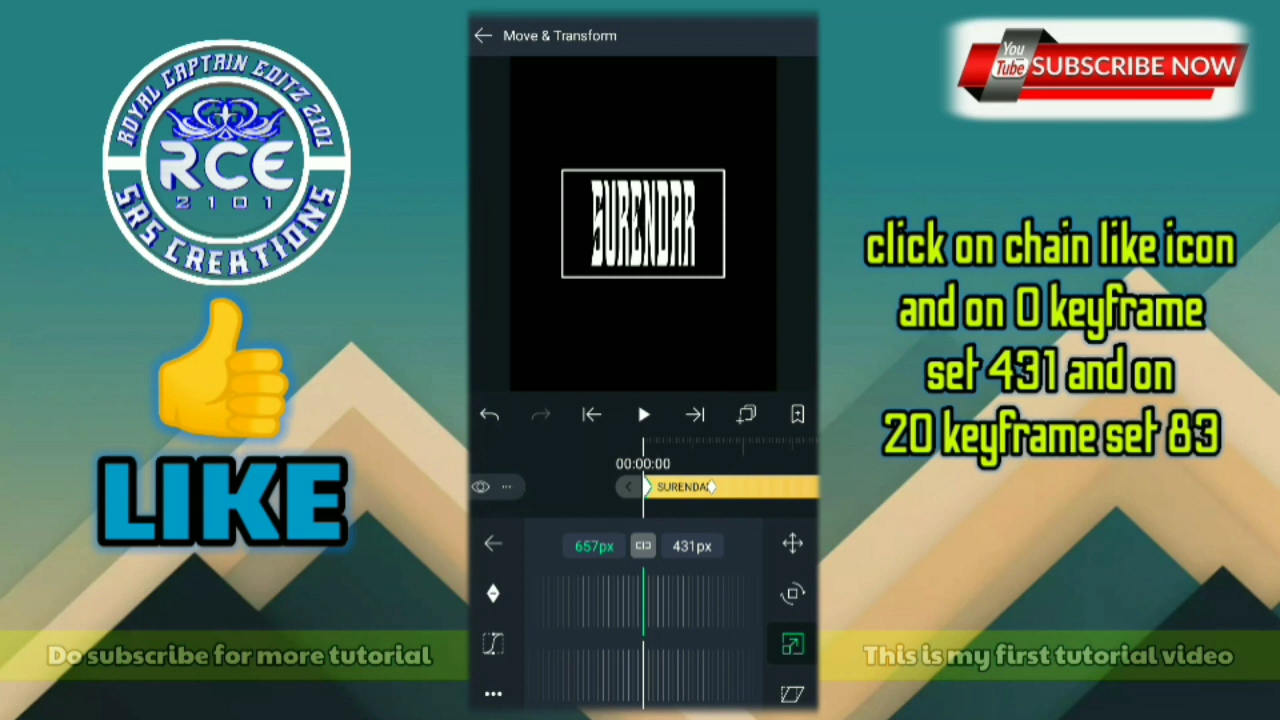 ROYAL CAPTAIN EDITZ 2101
RCE
2101
SRS CREATIONS
LIKE
Do subscribe for more tutorial
Move & Transform
SURENDAR
00:00:00
SURENDA
657px
431px
You
Tube
SUBSCRIBE NOW
click on chain like icon
and on 0 keyframe
set 431 and on
20 keyframe set 83
This is my first tutorial video